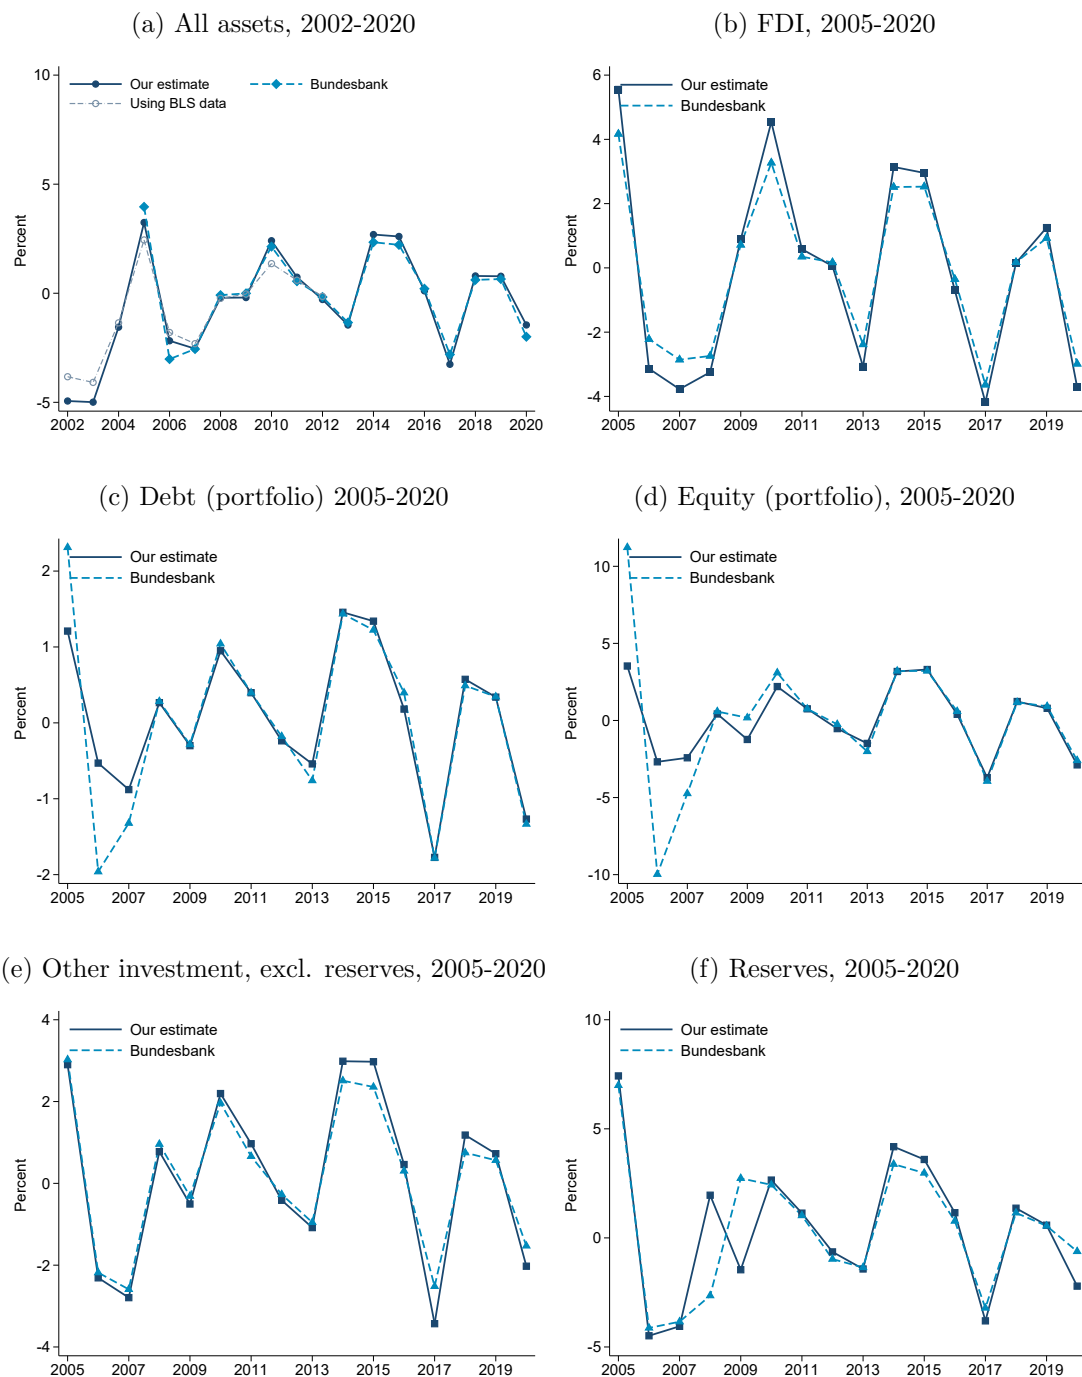 (a) All assets, 2002-2020
10
5
0
-5
Percent
Our estimate
Bundesbank
Using BLS data
2002 2004 2006 2008 2010 2012 2014 2016 2018 2020
(b) FDI, 2005-2020
6
4
2
0
-2
-4
Percent
Our estimate
Bundesbank
2005 2007 2009 2011 2013 2015 2017 2019
(c) Debt (portfolio) 2005-2020
2
1
0
-1
-2
Percent
Our estimate
Bundesbank
2005 2007 2009 2011 2013 2015 2017 2019
(d) Equity (portfolio), 2005-2020
10
5
0
-5
-10
Percent
Our estimate
Bundesbank
2005 2007 2009 2011 2013 2015 2017 2019
(e) Other investment, excl. reserves, 2005-2020
4
2
0
-2
-4
Percent
Our estimate
Bundesbank
2005 2007 2009 2011 2013 2015 2017 2019
(f) Reserves, 2005-2020
10
5
0
-5
Percent
Our estimate
Bundesbank
2005 2007 2009 2011 2013 2015 2017 2019